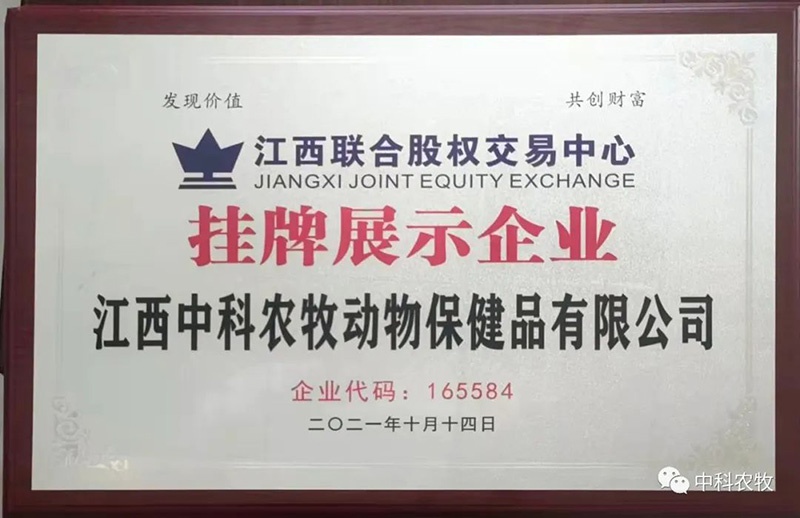 发现价值 共创财富
江西联合股权交易中心
JIANGXI JOINT EQUITY EXCHANGE
挂牌展示企业
江西中科农牧动物保健品有限公司
企业代码：165584
二〇二一年十月十四日
中科农牧